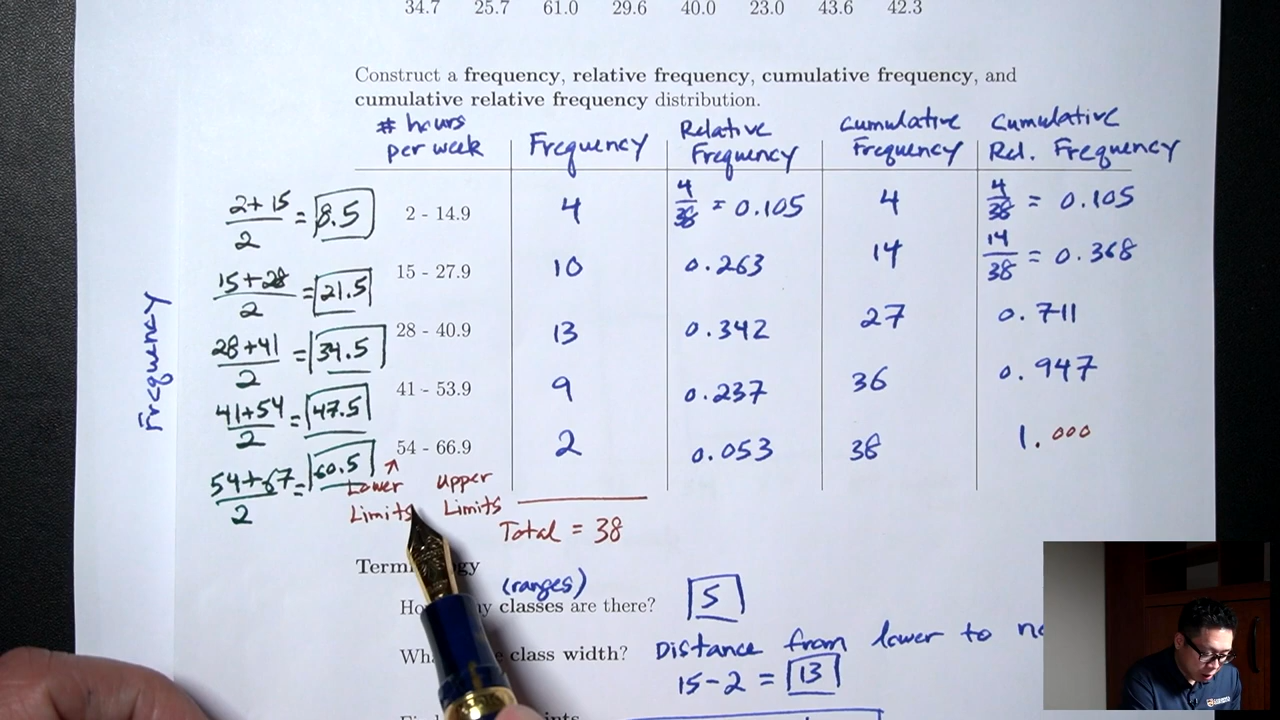 34.7 25.7 61.0 29.6 40.0 23.0 43.6 42.3
Construct a frequency, relative frequency, cumulative frequency, and
cumulative relative frequency distribution.
# hours per week Frequency Relative Frequency Cumulative Frequency Cumulative Rel. Frequency
2+15/2 = 8.5 2 - 14.9 4 4/38 = 0.105 4 4/38 = 0.105
15+28/2 = 21.5 15 - 27.9 10 0.263 14 14/38 = 0.368
28+41/2 = 34.5 28 - 40.9 13 0.342 27 0.711
41+54/2 = 47.5 41 - 53.9 9 0.237 36 0.947
54+67/2 = 60.5 54 - 66.9 2 0.053 38 1.000
Frequency
Lower Limits Upper Limits
Total = 38
(ranges)
classes are there? 5
class width? Distance from lower to
15-2 = 13